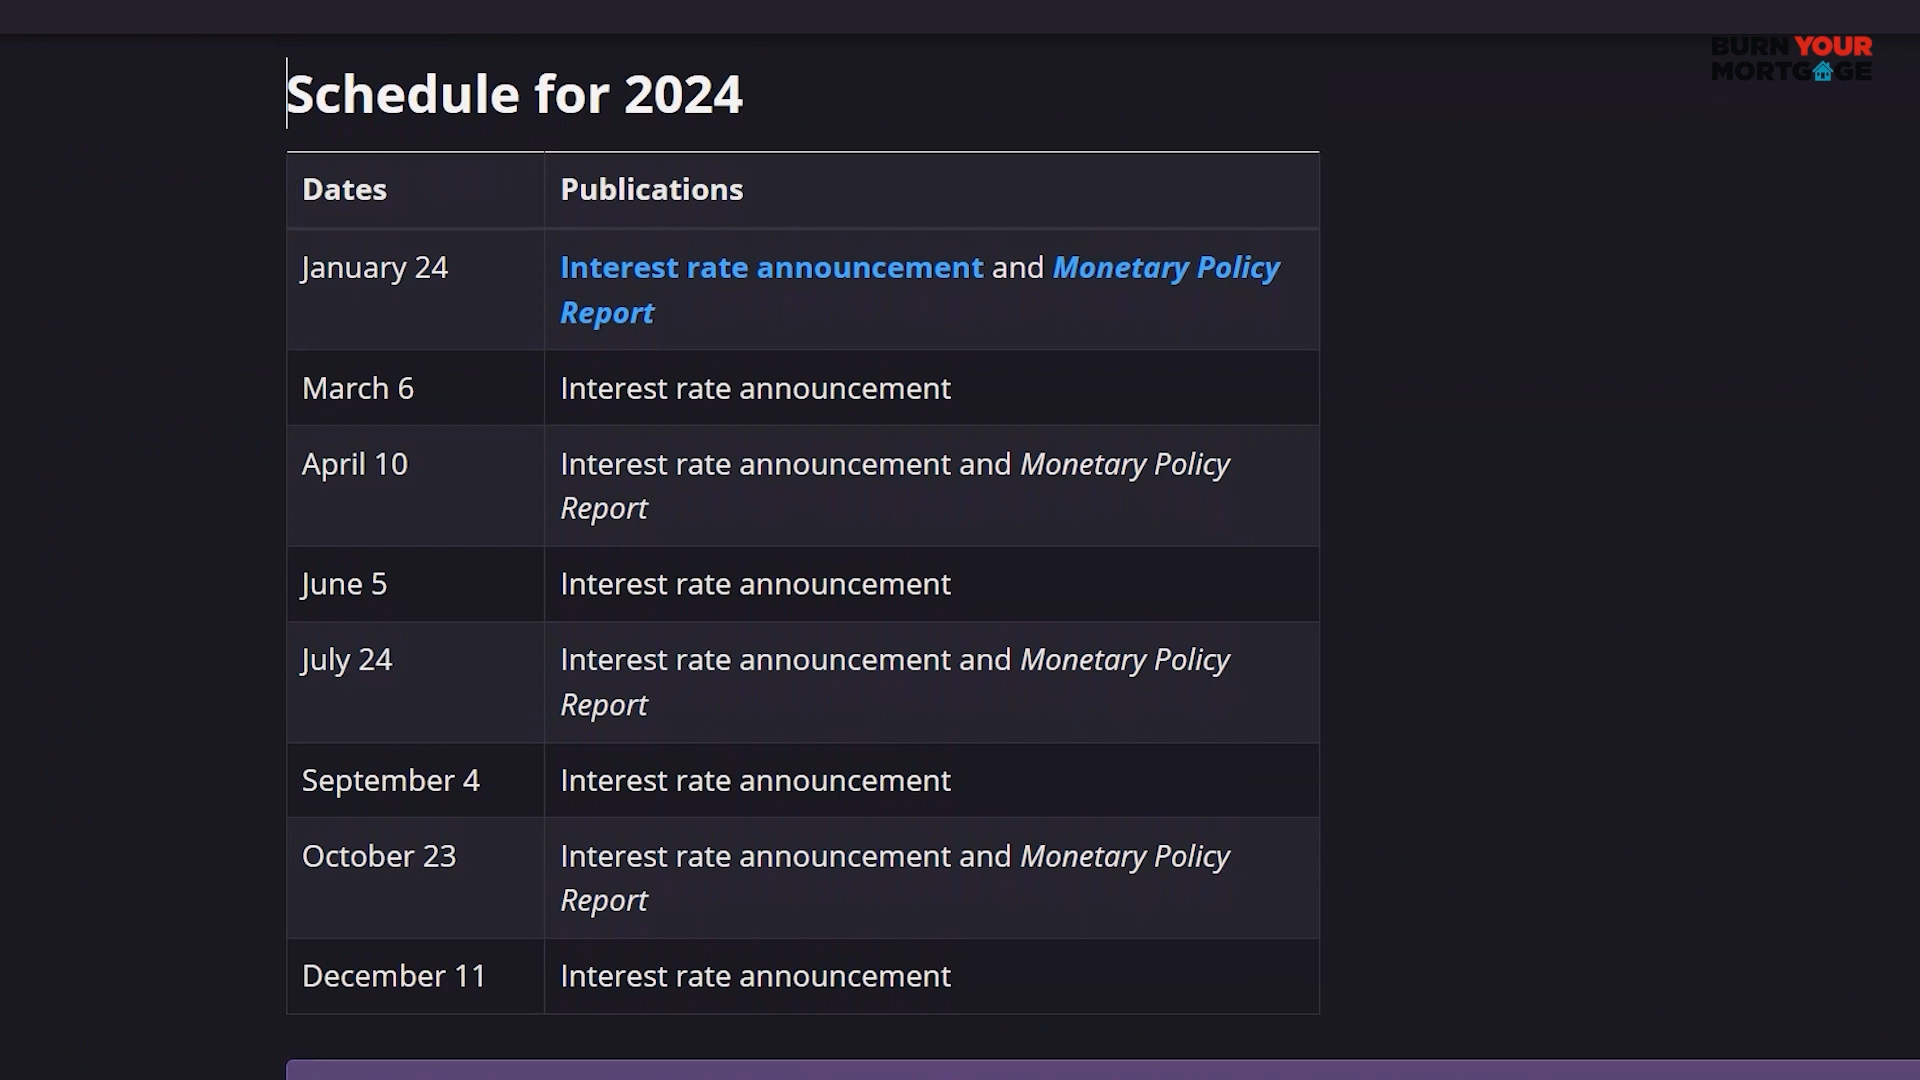 BURN YOUR
MORTGAGE
Schedule for 2024
Dates Publications
January 24 Interest rate announcement and Monetary Policy
Report
March 6 Interest rate announcement
April 10 Interest rate announcement and Monetary Policy
Report
June 5 Interest rate announcement
July 24 Interest rate announcement and Monetary Policy
Report
September 4 Interest rate announcement
October 23 Interest rate announcement and Monetary Policy
Report
December 11 Interest rate announcement